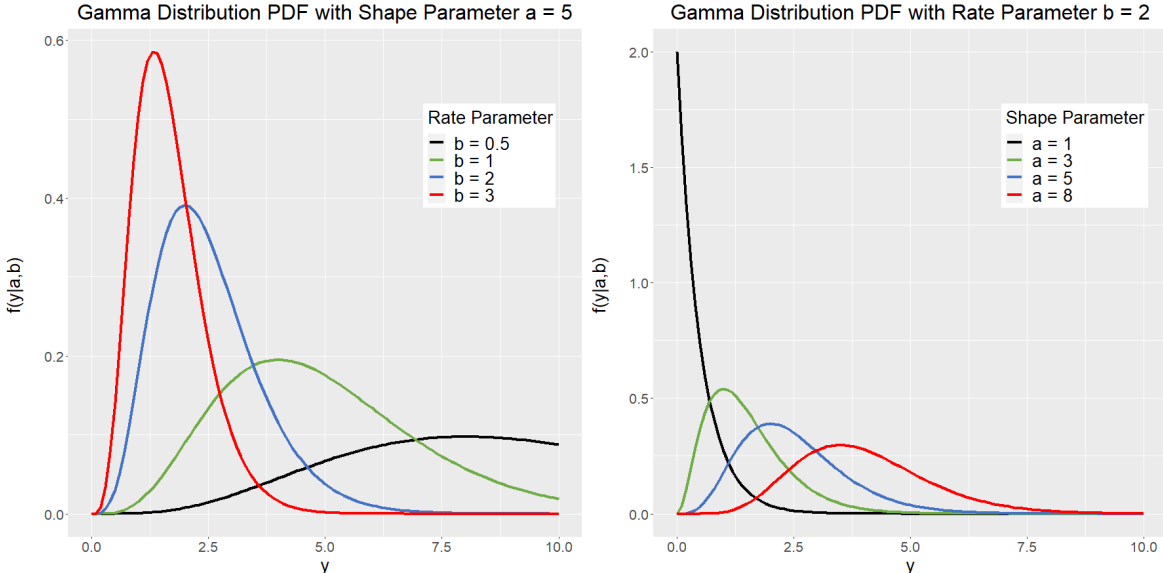 Gamma Distribution PDF with Shape Parameter a = 5
0.6
0.4
0.2
0.0
f(y|a,b)
Rate Parameter
b = 0.5
b = 1
b = 2
b = 3
0.0 2.5 5.0 7.5 10.0
y
Gamma Distribution PDF with Rate Parameter b = 2
2.0
1.5
1.0
0.5
0.0
f(y|a,b)
Shape Parameter
a = 1
a = 3
a = 5
a = 8
0.0 2.5 5.0 7.5 10.0
y